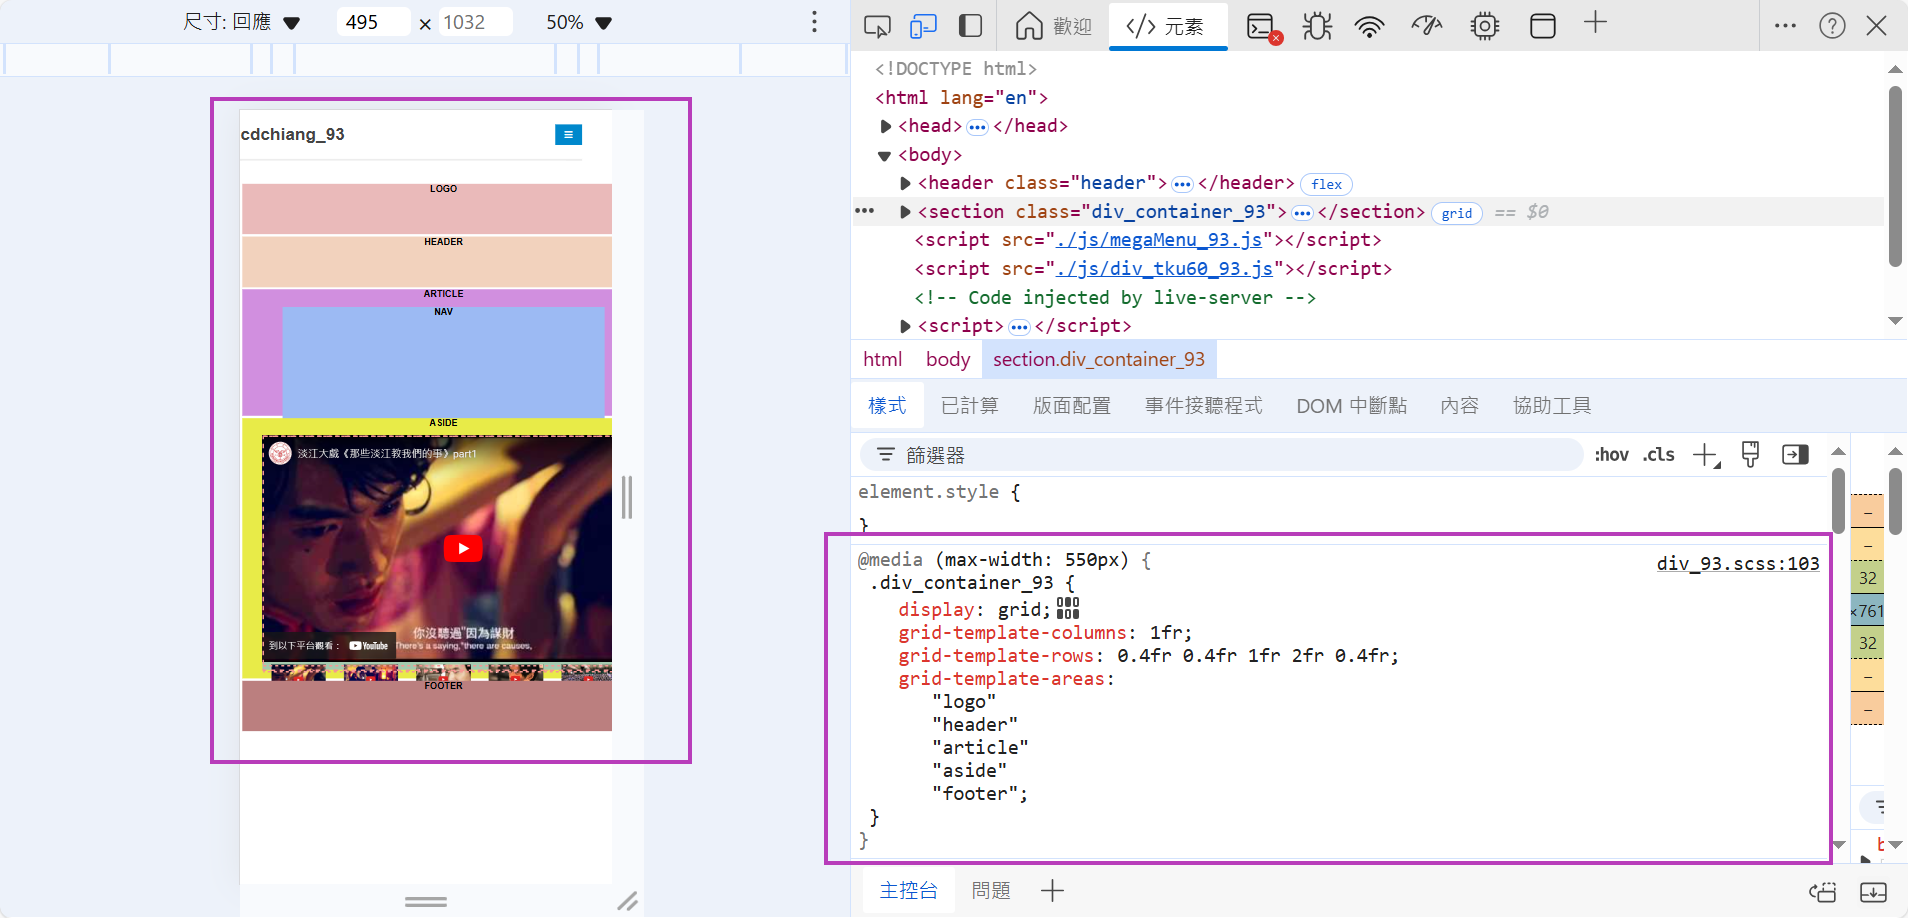 尺寸: 回應
495 × 1032
50%
歡迎
</> 元素
<!DOCTYPE html>
<html lang="en">
<head>•••</head>
<body>
<header class="header">•••</header> flex
••• <section class="div_container_93">•••</section> grid == $0
<script src="./js/megaMenu_93.js"></script>
<script src="./js/div_tku60_93.js"></script>
<!-- Code injected by live-server -->
<script>•••</script>
html body section.div_container_93
樣式 已計算 版面配置 事件接聽程式 DOM 中斷點 內容 協助工具
篩選器 :hov .cls
element.style {
}
@media (max-width: 550px) {
div_93.scss:103
.div_container_93 {
display: grid;
grid-template-columns: 1fr;
grid-template-rows: 0.4fr 0.4fr 1fr 2fr 0.4fr;
grid-template-areas:
"logo"
"header"
"article"
"aside"
"footer";
}
}
–
–
32
×761
32
–
–
b
主控台 問題
cdchiang_93
LOGO
HEADER
ARTICLE
NAV
ASIDE
淡江大戲《那些淡江教我們的事》part1
你沒聽過"因為謀財
There's a saying,"there are causes,
到以下平台觀看： YouTube
FOOTER